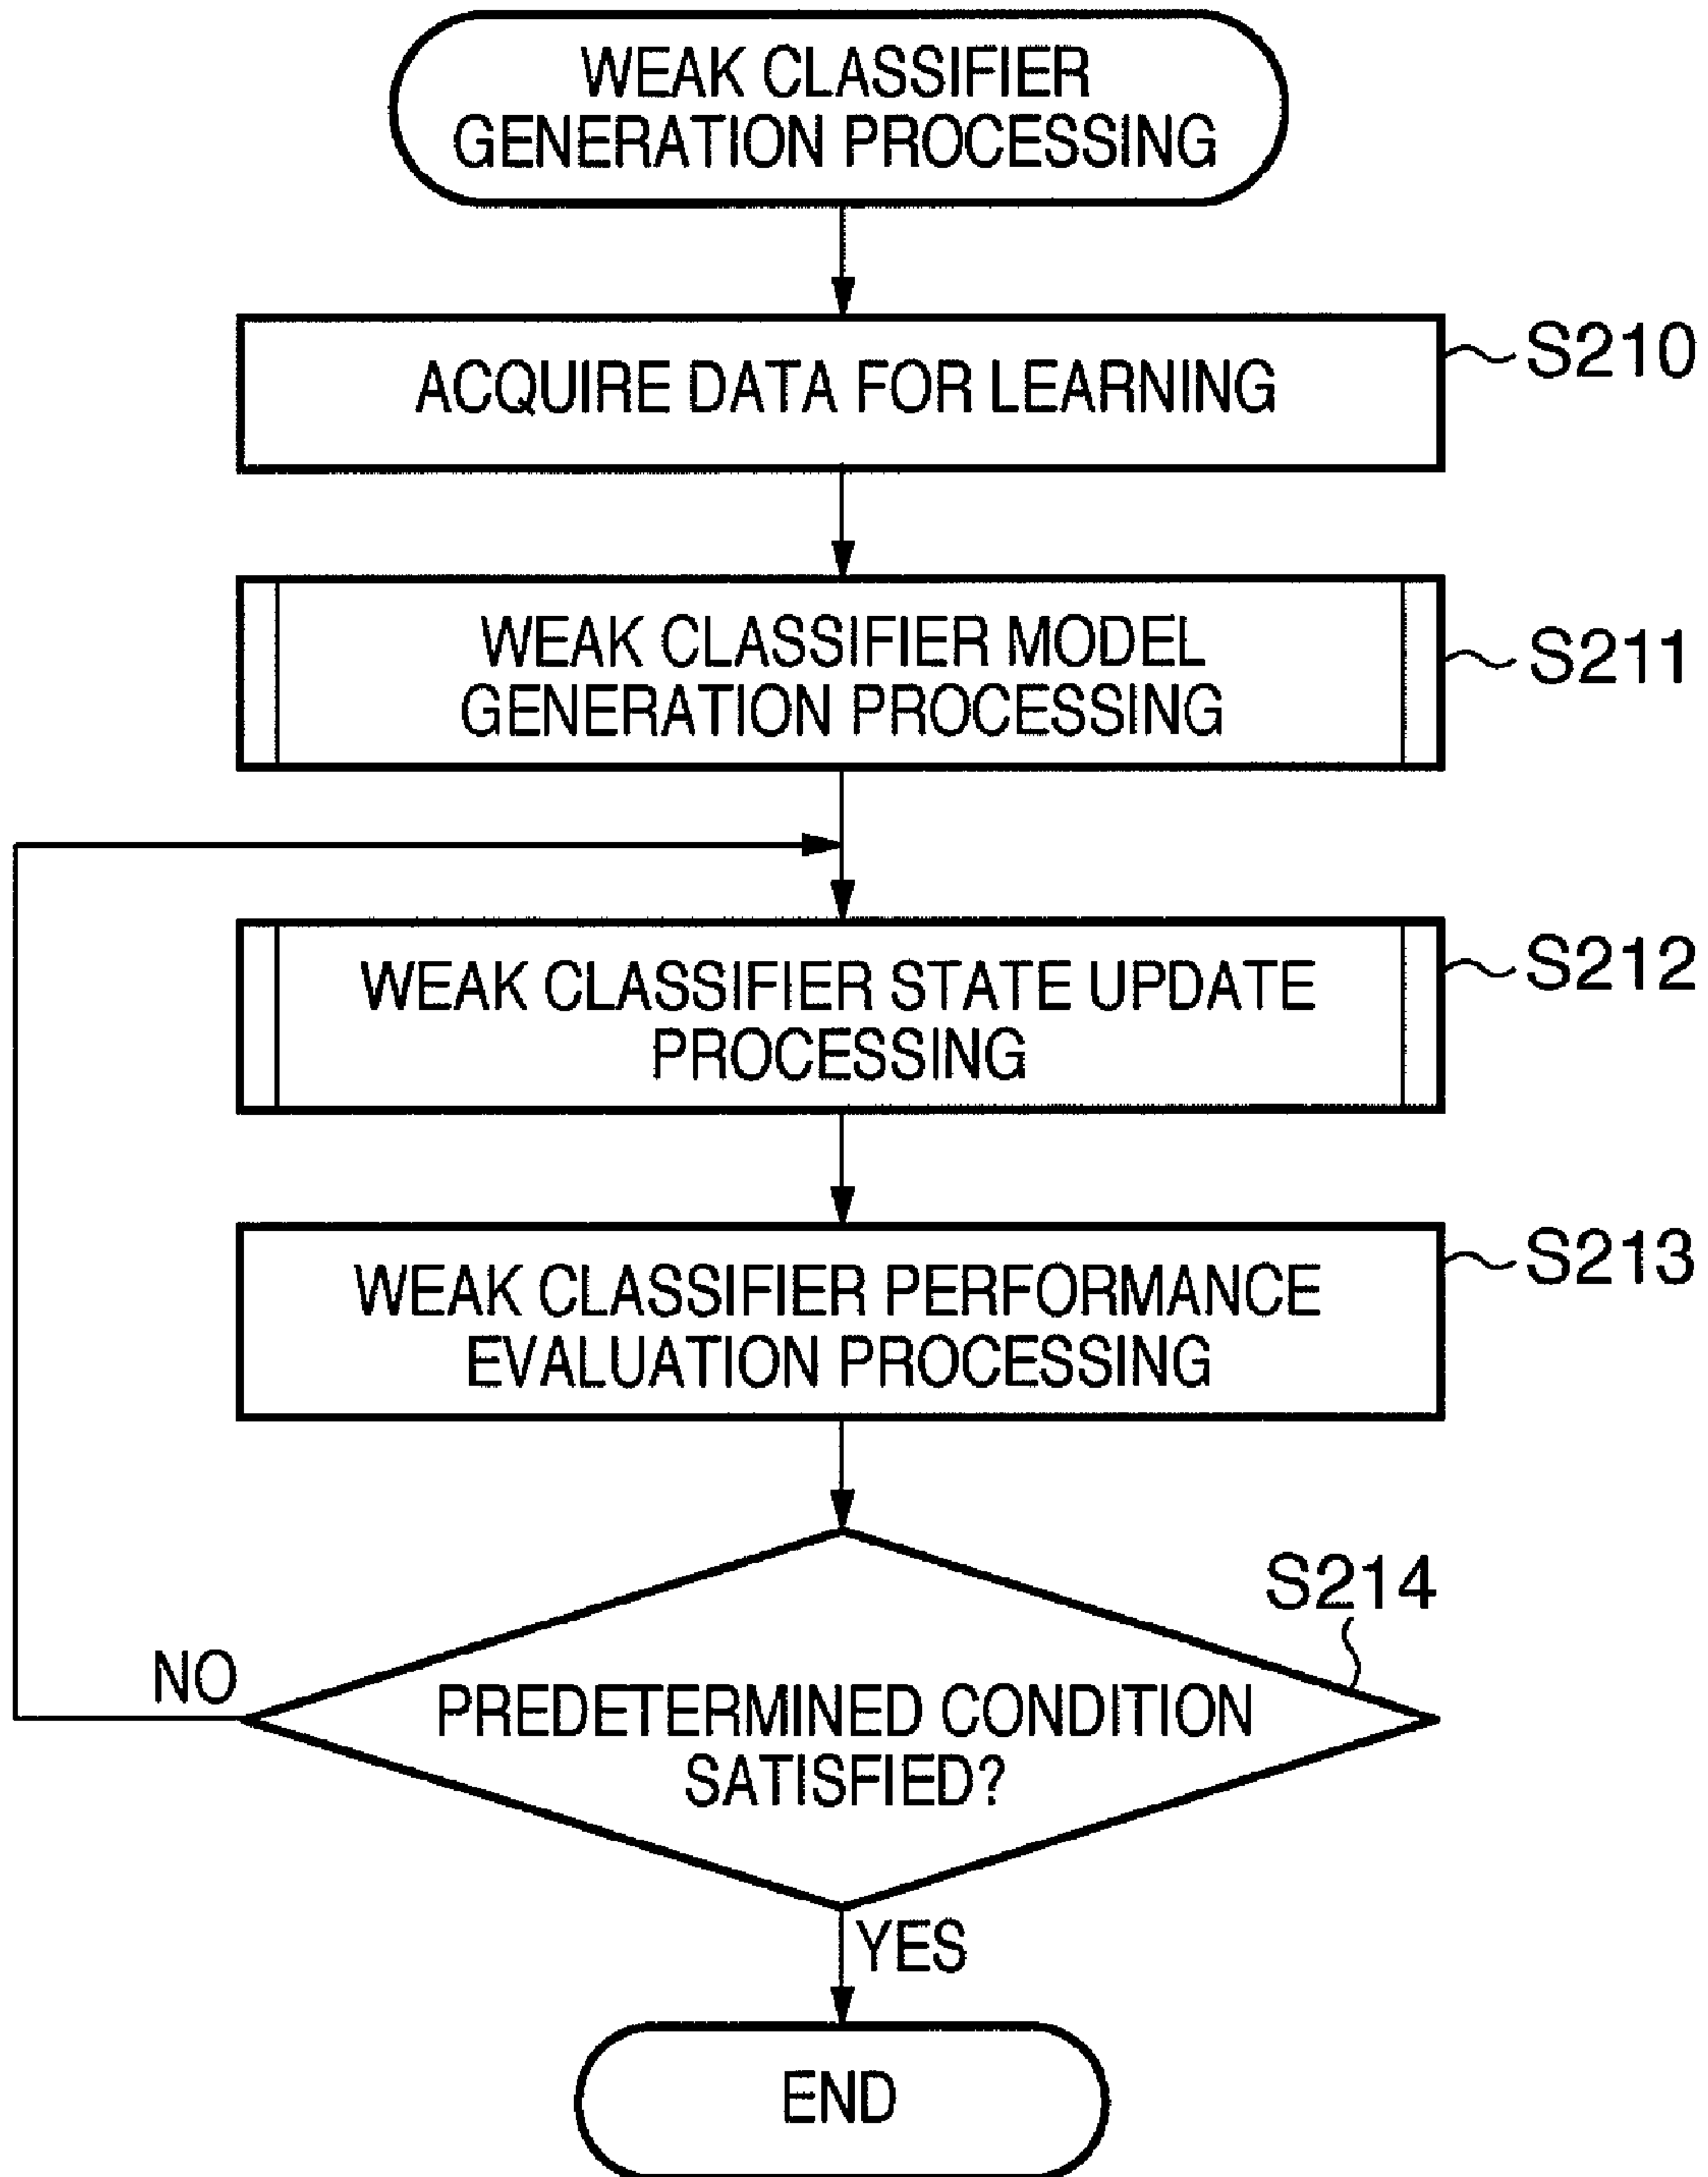 WEAK CLASSIFIER
GENERATION PROCESSING
ACQUIRE DATA FOR LEARNING
S210
WEAK CLASSIFIER MODEL
GENERATION PROCESSING
S211
WEAK CLASSIFIER STATE UPDATE
PROCESSING
S212
WEAK CLASSIFIER PERFORMANCE
EVALUATION PROCESSING
S213
S214
NO
PREDETERMINED CONDITION
SATISFIED?
YES
END